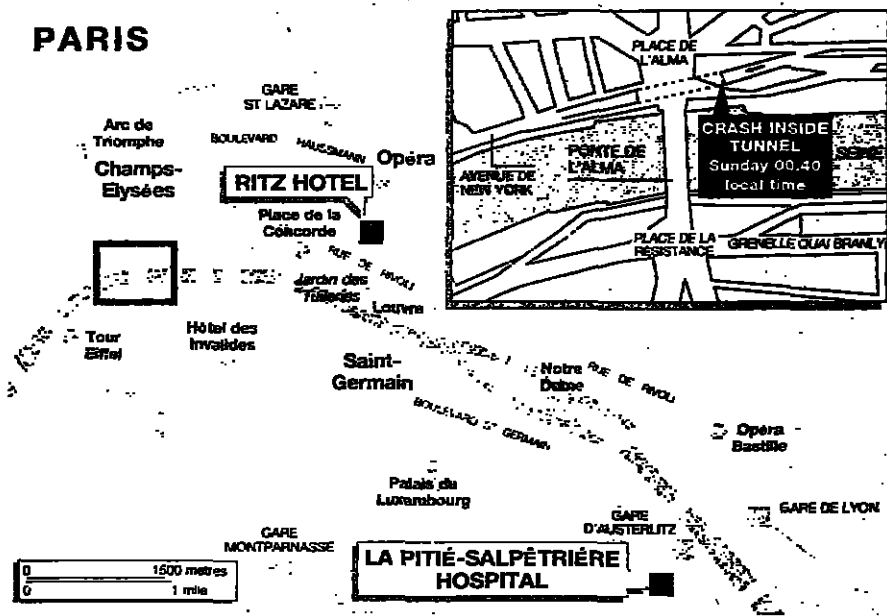 PARIS
GARE
ST LAZARE
Arc de
Triomphe
BOULEVARD HAUSSMANN
Opéra
Champs-
Elysées
RITZ HOTEL
Place de la
Concorde
RUE DE RIVOLI
Jardin des
Tuileries
Louvre
Tour
Eiffel
Hôtel des
Invalides
Saint-
Germain
Notre
Dame
RUE DE RIVOLI
BOULEVARD ST GERMAIN
Opéra
Bastille
Palais du
Luxembourg
GARE
D'AUSTERLITZ
GARE DE LYON
GARE
MONTPARNASSE
LA PITIÉ-SALPÊTRIÉRE
HOSPITAL
0 1500 metres
0 1 mile
PLACE DE
L'ALMA
CRASH INSIDE
TUNNEL
Sunday 00.40
local time
PONTE DE
L'ALMA
SEINE
AVENUE DE
NEW YORK
PLACE DE LA
RÉSISTANCE
GRENELLE QUAI BRANLY